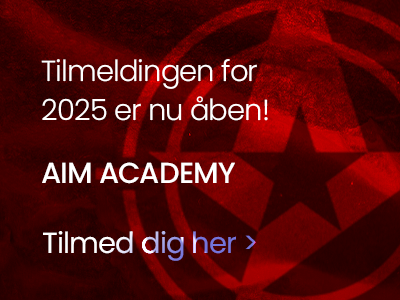 Tilmeldingen for
2025 er nu åben!
AIM ACADEMY
Tilmed dig her >